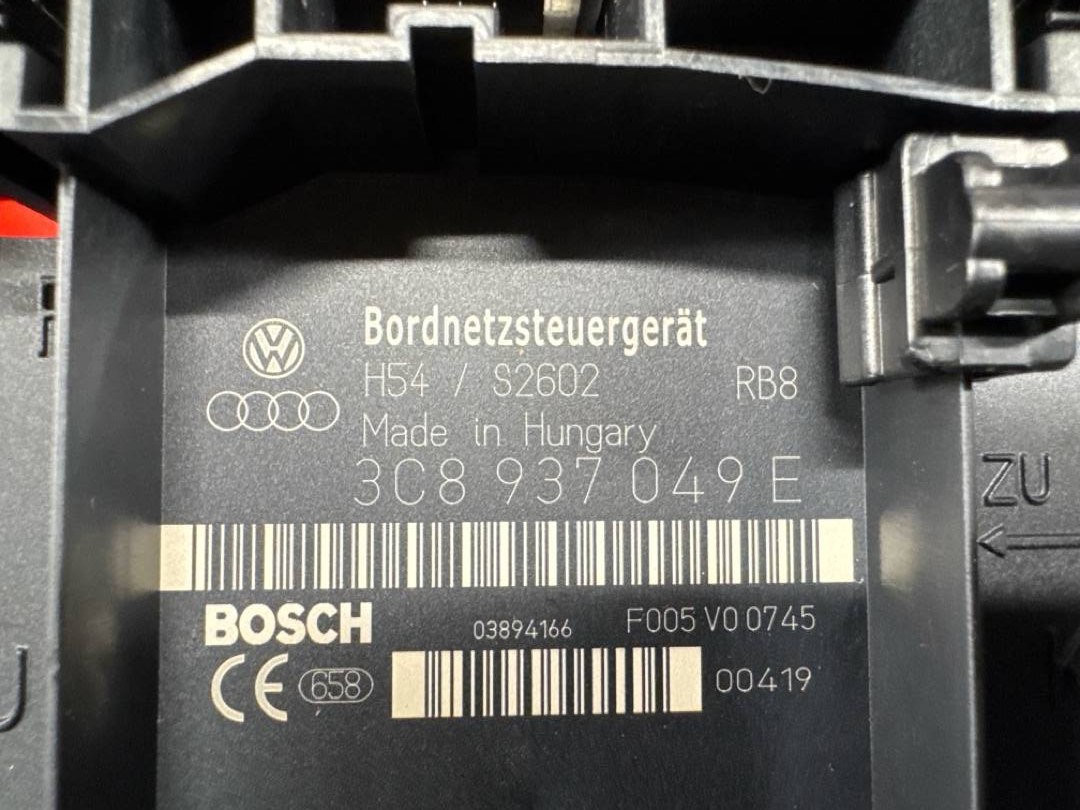 Bordnetzsteuergerät
H54 / S2602 RB8
Made in Hungary
3C8 937 049 E
BOSCH 03894166 F005 V0 0745
CE 658 00419
ZU